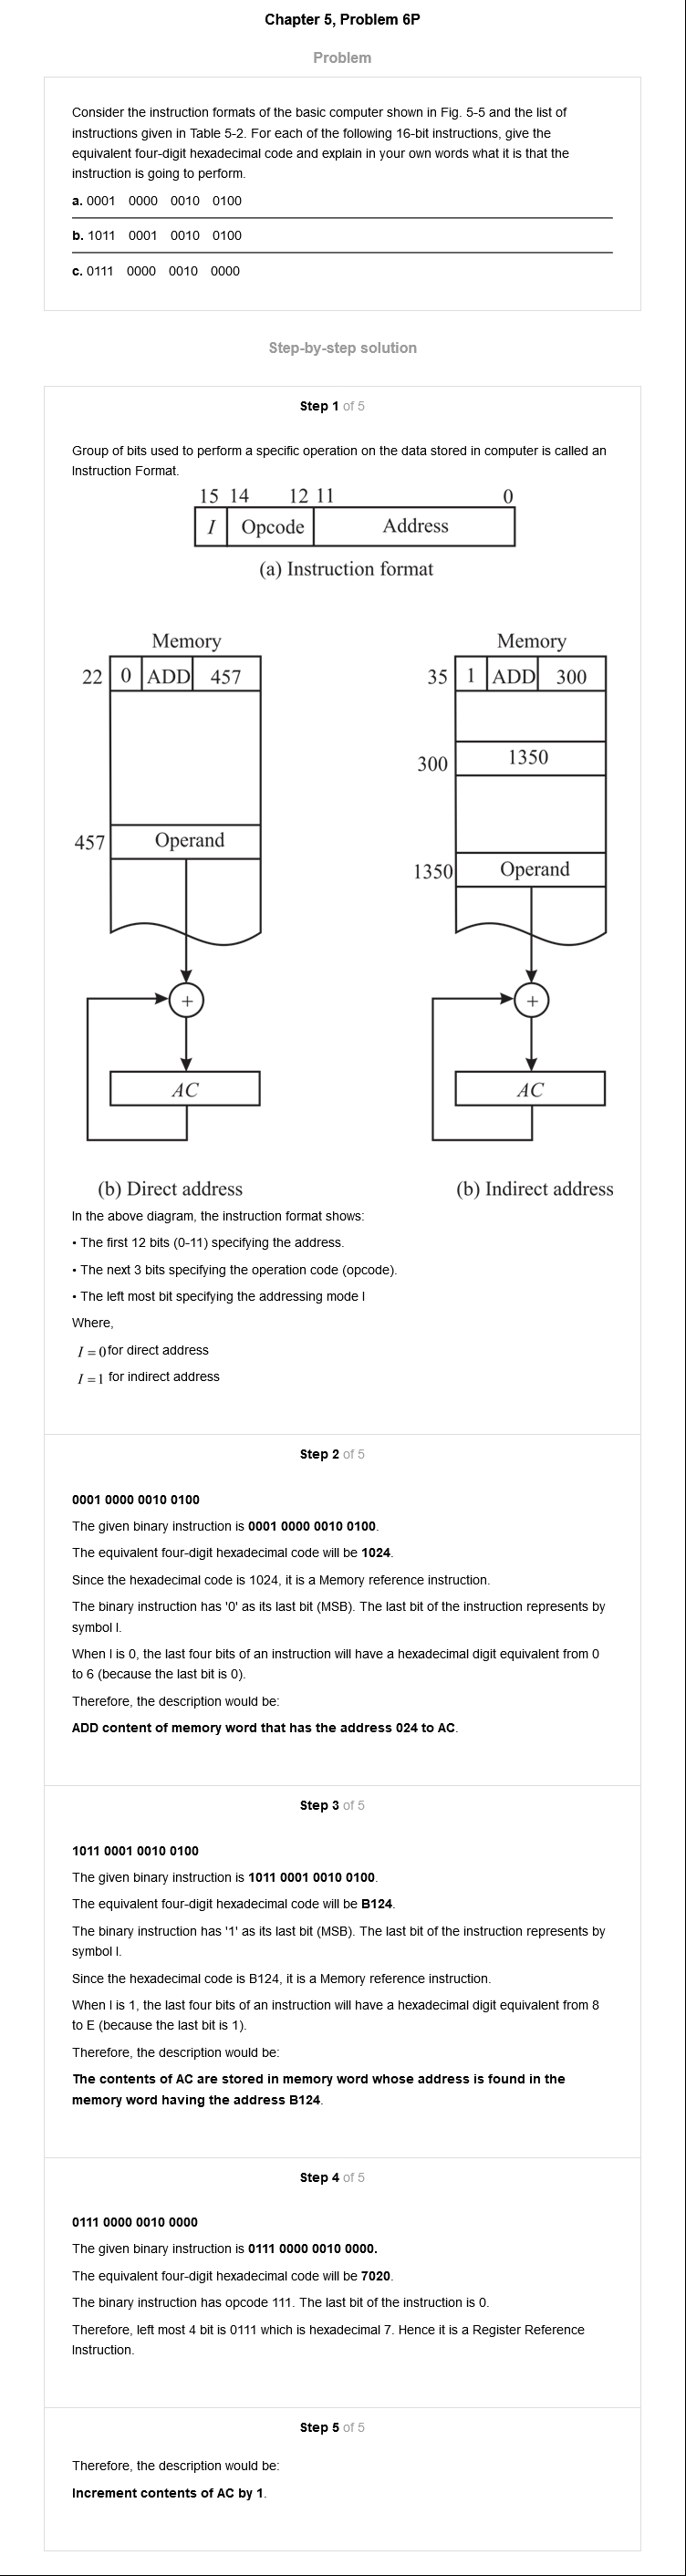 Chapter 5, Problem 6P
Problem
Consider the instruction formats of the basic computer shown in Fig. 5-5 and the list of
instructions given in Table 5-2. For each of the following 16-bit instructions, give the
equivalent four-digit hexadecimal code and explain in your own words what it is that the
instruction is going to perform.
a. 0001 0000 0010 0100
b. 1011 0001 0010 0100
c. 0111 0000 0010 0000
Step-by-step solution
Step 1 of 5
Group of bits used to perform a specific operation on the data stored in computer is called an
Instruction Format.
15 14 12 11 0
I Opcode Address
(a) Instruction format
Memory Memory
22 0 ADD 457 35 1 ADD 300
300 1350
457 Operand
1350 Operand
+ +
AC AC
(b) Direct address (b) Indirect address
In the above diagram, the instruction format shows:
• The first 12 bits (0-11) specifying the address.
• The next 3 bits specifying the operation code (opcode).
• The left most bit specifying the addressing mode I
Where,
I = 0 for direct address
I = 1 for indirect address
Step 2 of 5
0001 0000 0010 0100
The given binary instruction is 0001 0000 0010 0100.
The equivalent four-digit hexadecimal code will be 1024.
Since the hexadecimal code is 1024, it is a Memory reference instruction.
The binary instruction has '0' as its last bit (MSB). The last bit of the instruction represents by
symbol I.
When I is 0, the last four bits of an instruction will have a hexadecimal digit equivalent from 0
to 6 (because the last bit is 0).
Therefore, the description would be:
ADD content of memory word that has the address 024 to AC.
Step 3 of 5
1011 0001 0010 0100
The given binary instruction is 1011 0001 0010 0100.
The equivalent four-digit hexadecimal code will be B124.
The binary instruction has '1' as its last bit (MSB). The last bit of the instruction represents by
symbol I.
Since the hexadecimal code is B124, it is a Memory reference instruction.
When I is 1, the last four bits of an instruction will have a hexadecimal digit equivalent from 8
to E (because the last bit is 1).
Therefore, the description would be:
The contents of AC are stored in memory word whose address is found in the
memory word having the address B124.
Step 4 of 5
0111 0000 0010 0000
The given binary instruction is 0111 0000 0010 0000.
The equivalent four-digit hexadecimal code will be 7020.
The binary instruction has opcode 111. The last bit of the instruction is 0.
Therefore, left most 4 bit is 0111 which is hexadecimal 7. Hence it is a Register Reference
Instruction.
Step 5 of 5
Therefore, the description would be:
Increment contents of AC by 1.